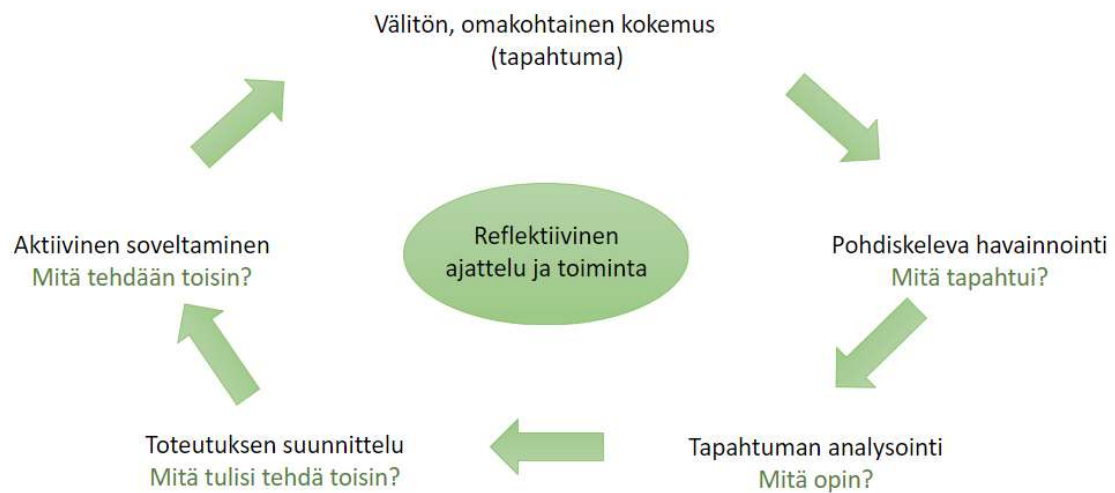 Välitön, omakohtainen kokemus
(tapahtuma)
Reflektiivinen
ajattelu ja toiminta
Aktiivinen soveltaminen
Mitä tehdään toisin?
Pohdiskeleva havainnointi
Mitä tapahtui?
Toteutuksen suunnittelu
Mitä tulisi tehdä toisin?
Tapahtuman analysointi
Mitä opin?